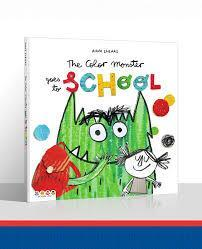 ANNA LLENAS
The Color Monster
goes to
SCHOOL